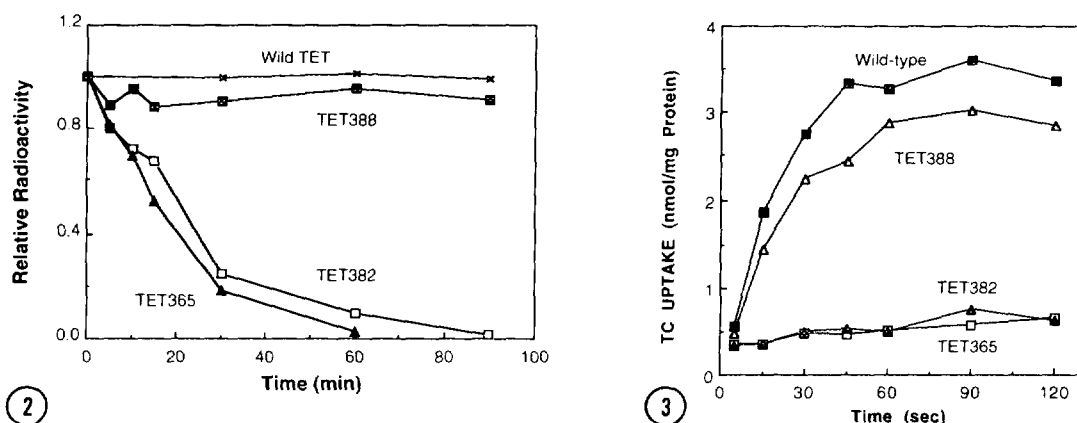 1.2
0.8
0.4
0.0
Relative Radioactivity
Wild TET
TET388
TET382
TET365
0
20
40
60
80
100
Time (min)
2
4
3
2
1
0
TC UPTAKE (nmol/mg Protein)
Wild-type
TET388
TET382
TET365
0
30
60
90
120
Time (sec)
3